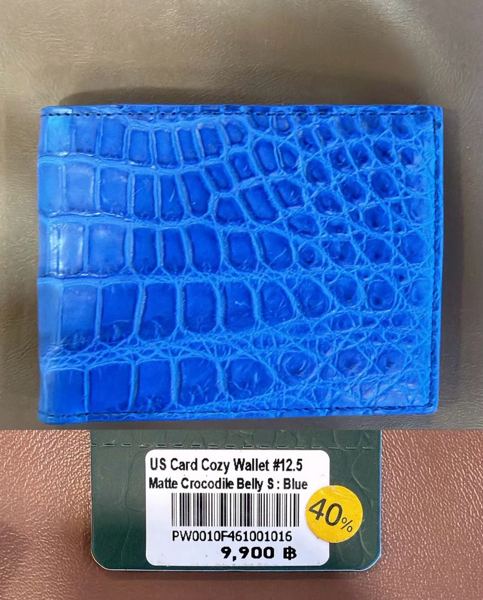 US Card Cozy Wallet #12.5
Matte Crocodile Belly S : Blue
40%
PW0010F461001016
9,900 ฿